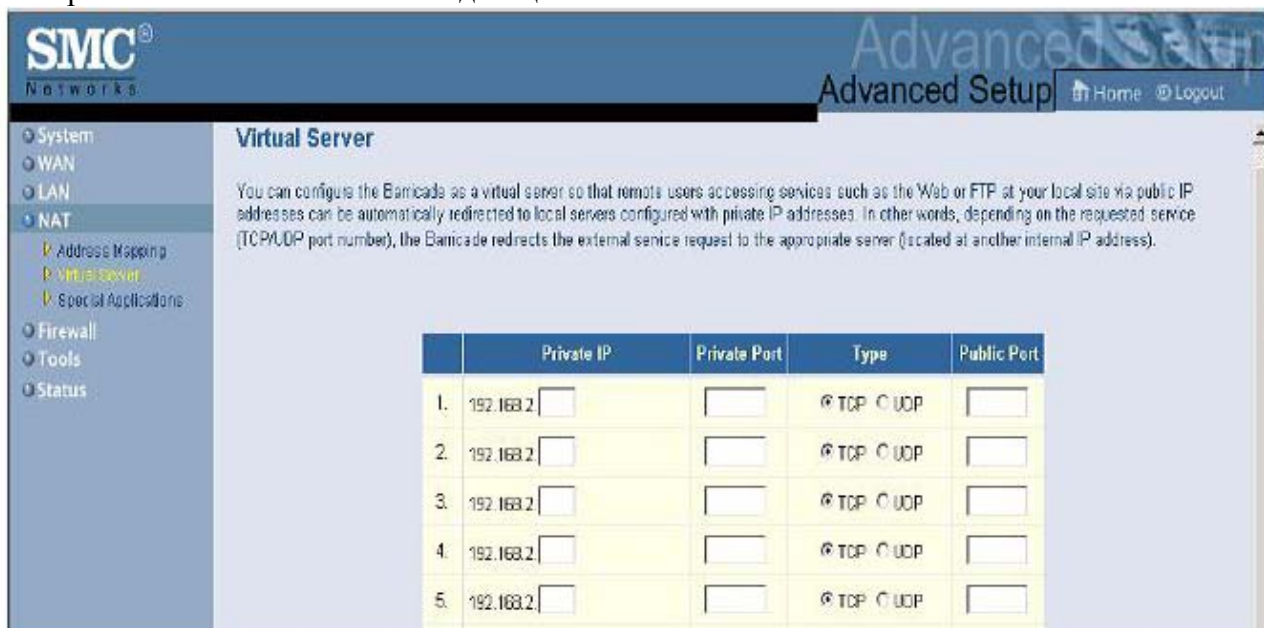 SMC®
Networks
Advanced Setup
Advanced Setup
Home
Logout
System
WAN
LAN
NAT
Address Mapping
Virtual Server
Special Applications
Firewall
Tools
Status
Virtual Server
You can configure the Barricade as a virtual server so that remote users accessing services such as the Web or FTP at your local site via public IP
addresses can be automatically redirected to local servers configured with private IP addresses. In other words, depending on the requested service
(TCP/UDP port number), the Barricade redirects the external service request to the appropriate server (located at another internal IP address).
Private IP Private Port Type Public Port
1. 192.168.2. TCP UDP
2. 192.168.2. TCP UDP
3. 192.168.2. TCP UDP
4. 192.168.2. TCP UDP
5. 192.168.2. TCP UDP